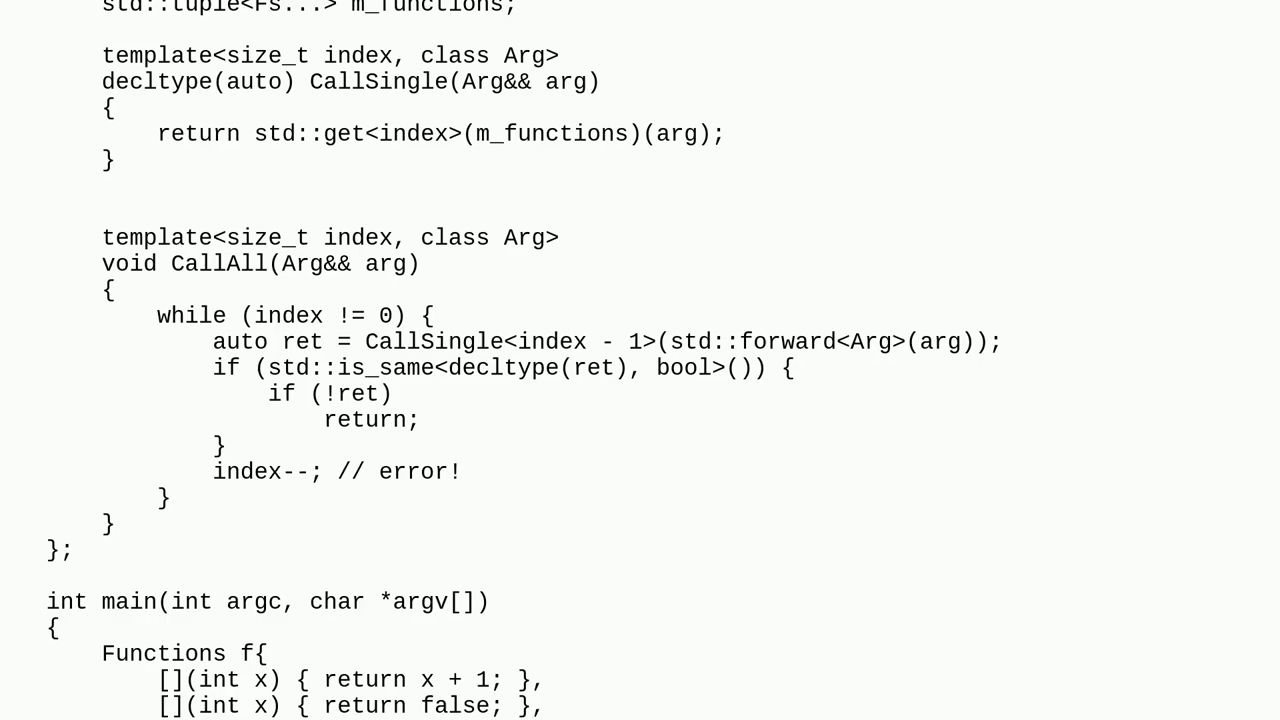 std::tuple<Fs...> m_functions;
template<size_t index, class Arg>
decltype(auto) CallSingle(Arg&& arg)
{
return std::get<index>(m_functions)(arg);
}
template<size_t index, class Arg>
void CallAll(Arg&& arg)
{
while (index != 0) {
auto ret = CallSingle<index - 1>(std::forward<Arg>(arg));
if (std::is_same<decltype(ret), bool>()) {
if (!ret)
return;
}
index--; // error!
}
}
};
int main(int argc, char *argv[])
{
Functions f{
[](int x) { return x + 1; },
[](int x) { return false; },